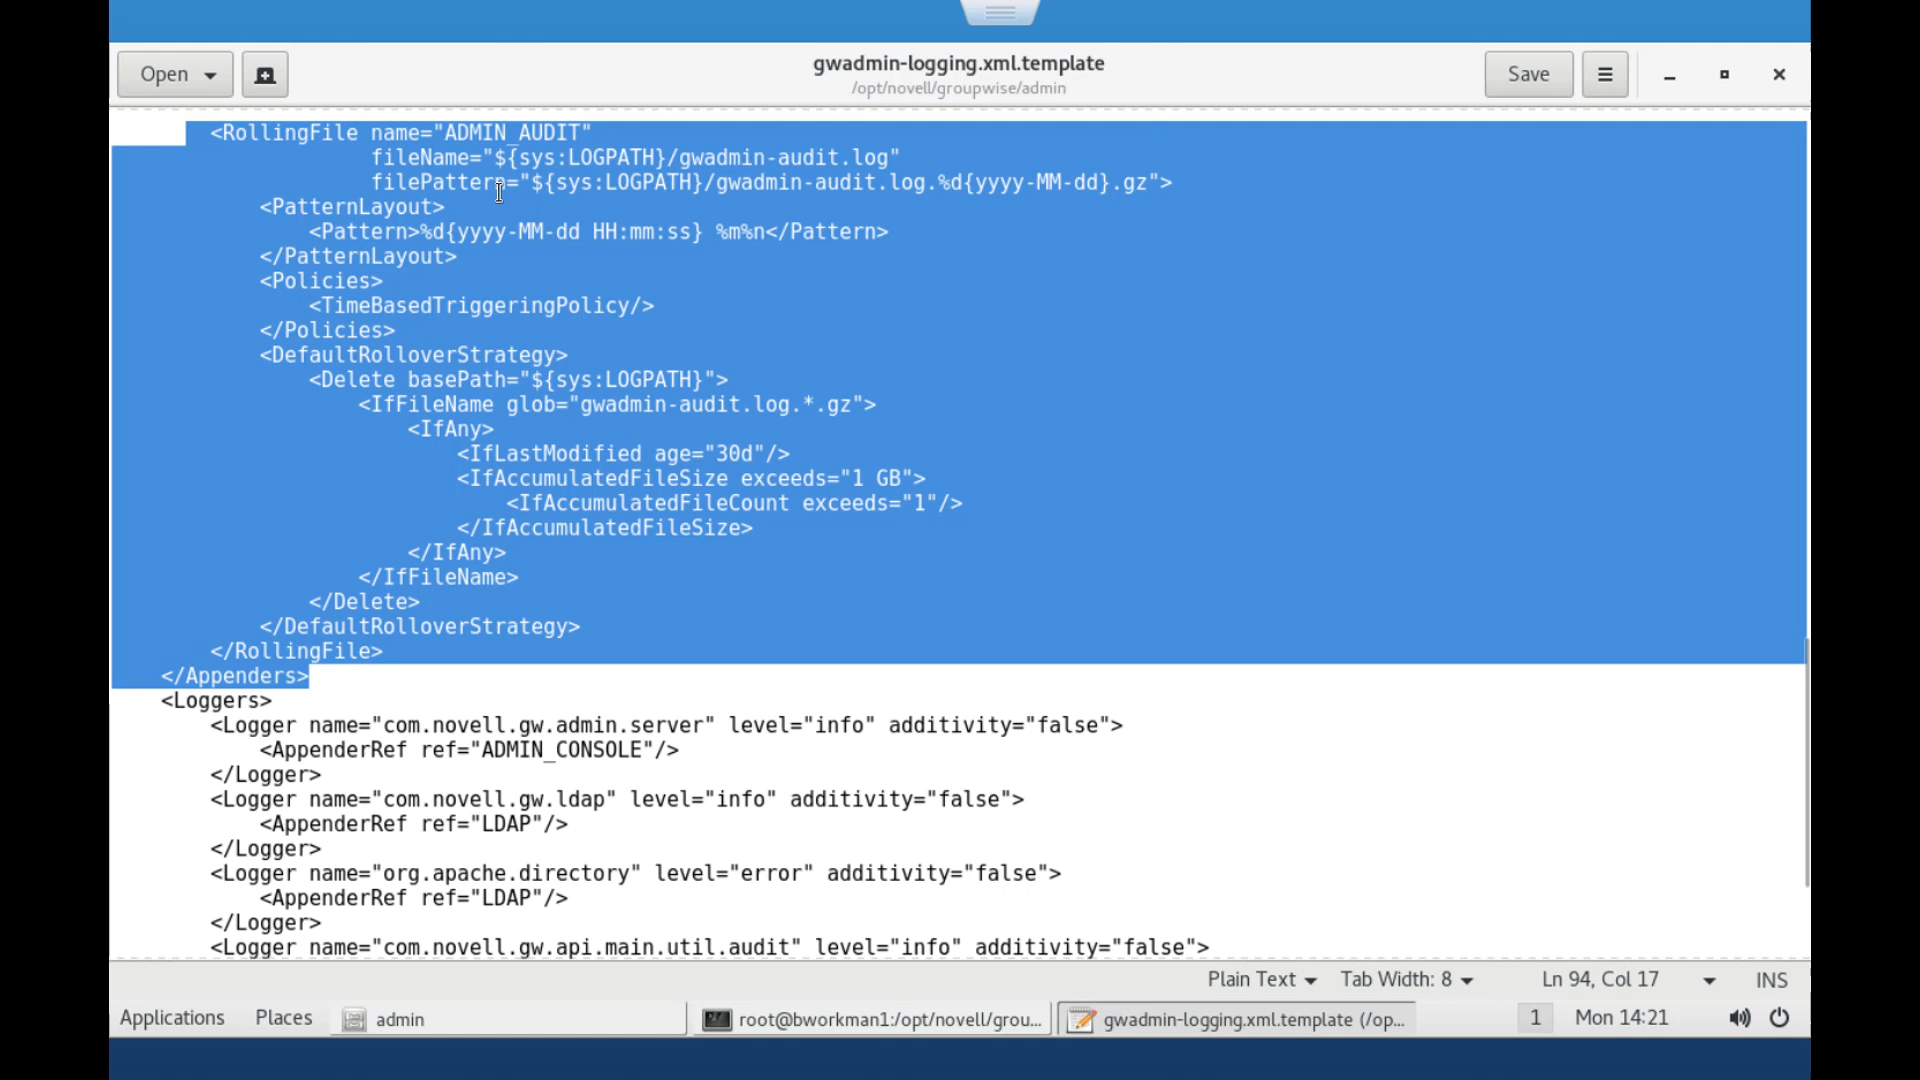 Open
gwadmin-logging.xml.template
/opt/novell/groupwise/admin
Save
<RollingFile name="ADMIN_AUDIT"
fileName="${sys:LOGPATH}/gwadmin-audit.log"
filePattern="${sys:LOGPATH}/gwadmin-audit.log.%d{yyyy-MM-dd}.gz">
<PatternLayout>
<Pattern>%d{yyyy-MM-dd HH:mm:ss} %m%n</Pattern>
</PatternLayout>
<Policies>
<TimeBasedTriggeringPolicy/>
</Policies>
<DefaultRolloverStrategy>
<Delete basePath="${sys:LOGPATH}">
<IfFileName glob="gwadmin-audit.log.*.gz">
<IfAny>
<IfLastModified age="30d"/>
<IfAccumulatedFileSize exceeds="1 GB">
<IfAccumulatedFileCount exceeds="1"/>
</IfAccumulatedFileSize>
</IfAny>
</IfFileName>
</Delete>
</DefaultRolloverStrategy>
</RollingFile>
</Appenders>
<Loggers>
<Logger name="com.novell.gw.admin.server" level="info" additivity="false">
<AppenderRef ref="ADMIN_CONSOLE"/>
</Logger>
<Logger name="com.novell.gw.ldap" level="info" additivity="false">
<AppenderRef ref="LDAP"/>
</Logger>
<Logger name="org.apache.directory" level="error" additivity="false">
<AppenderRef ref="LDAP"/>
</Logger>
<Logger name="com.novell.gw.api.main.util.audit" level="info" additivity="false">
Plain Text Tab Width: 8 Ln 94, Col 17 INS
Applications Places admin root@bworkman1:/opt/novell/grou... gwadmin-logging.xml.template (/op... 1 Mon 14:21